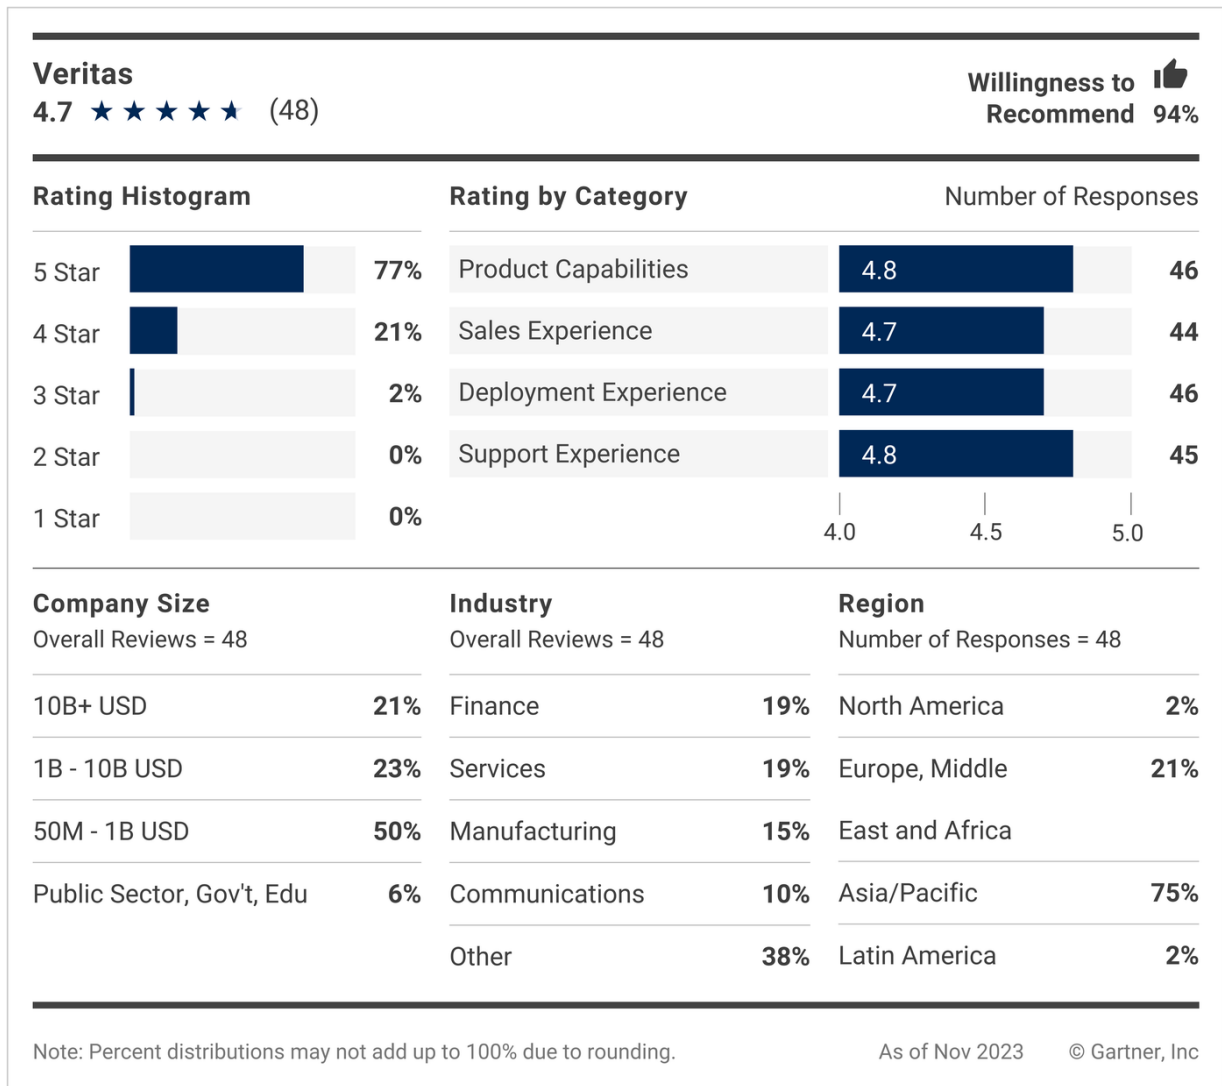 Veritas
4.7 ★★★★★ (48)
Willingness to
Recommend 94%
Rating Histogram
5 Star 77%
4 Star 21%
3 Star 2%
2 Star 0%
1 Star 0%
Rating by Category Number of Responses
Product Capabilities 4.8 46
Sales Experience 4.7 44
Deployment Experience 4.7 46
Support Experience 4.8 45
4.0 4.5 5.0
Company Size
Overall Reviews = 48
10B+ USD 21%
1B - 10B USD 23%
50M - 1B USD 50%
Public Sector, Gov't, Edu 6%
Industry
Overall Reviews = 48
Finance 19%
Services 19%
Manufacturing 15%
Communications 10%
Other 38%
Region
Number of Responses = 48
North America 2%
Europe, Middle 21%
East and Africa
Asia/Pacific 75%
Latin America 2%
Note: Percent distributions may not add up to 100% due to rounding.
As of Nov 2023 © Gartner, Inc